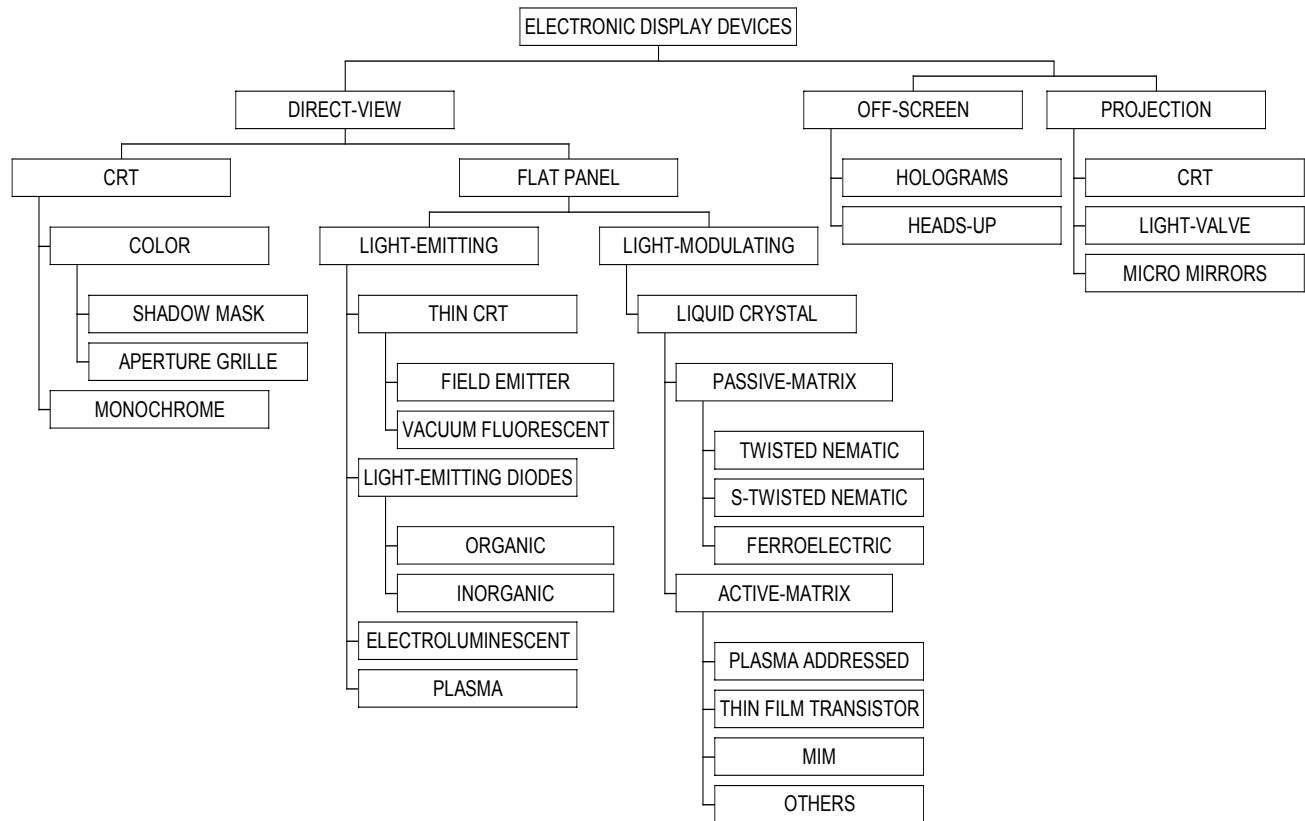 ELECTRONIC DISPLAY DEVICES
DIRECT-VIEW
OFF-SCREEN
PROJECTION
CRT
FLAT PANEL
HOLOGRAMS
CRT
COLOR
LIGHT-EMITTING
LIGHT-MODULATING
HEADS-UP
LIGHT-VALVE
MICRO MIRRORS
SHADOW MASK
THIN CRT
LIQUID CRYSTAL
APERTURE GRILLE
FIELD EMITTER
PASSIVE-MATRIX
MONOCHROME
VACUUM FLUORESCENT
TWISTED NEMATIC
LIGHT-EMITTING DIODES
S-TWISTED NEMATIC
ORGANIC
FERROELECTRIC
INORGANIC
ACTIVE-MATRIX
ELECTROLUMINESCENT
PLASMA ADDRESSED
PLASMA
THIN FILM TRANSISTOR
MIM
OTHERS